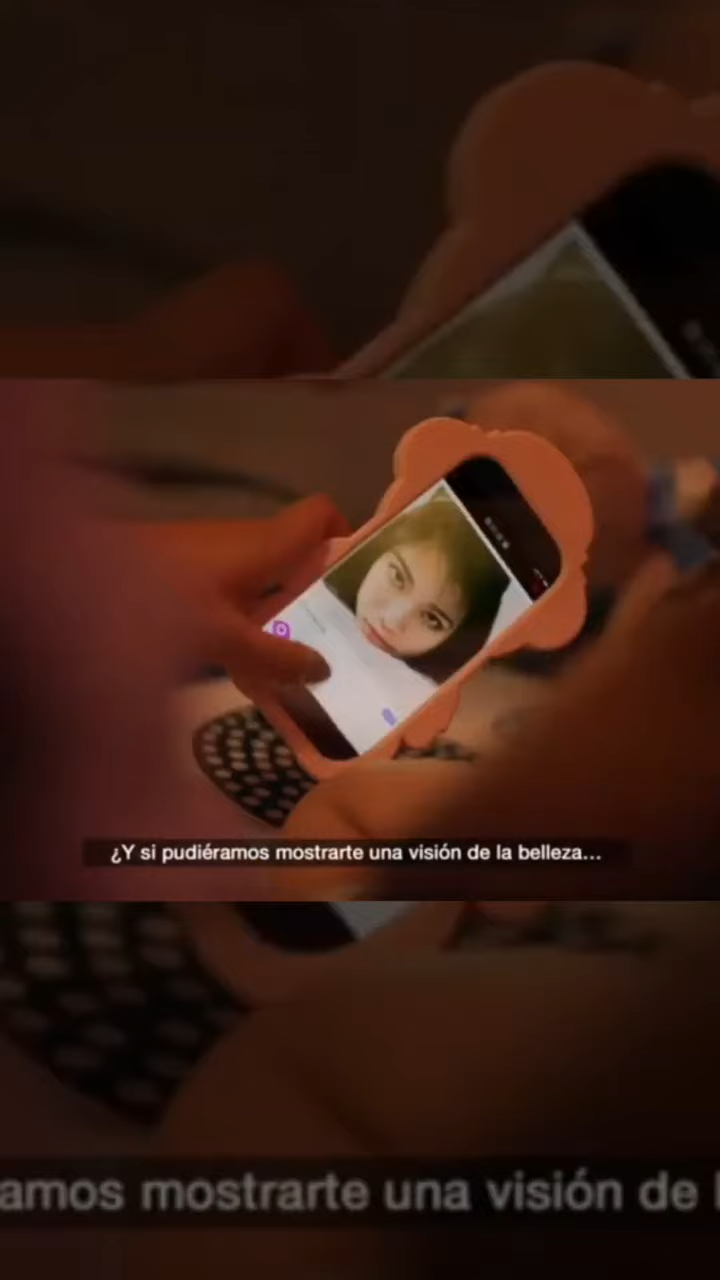 ¿Y si pudiéramos mostrarte una visión de la belleza...
amos mostrarte una visión de